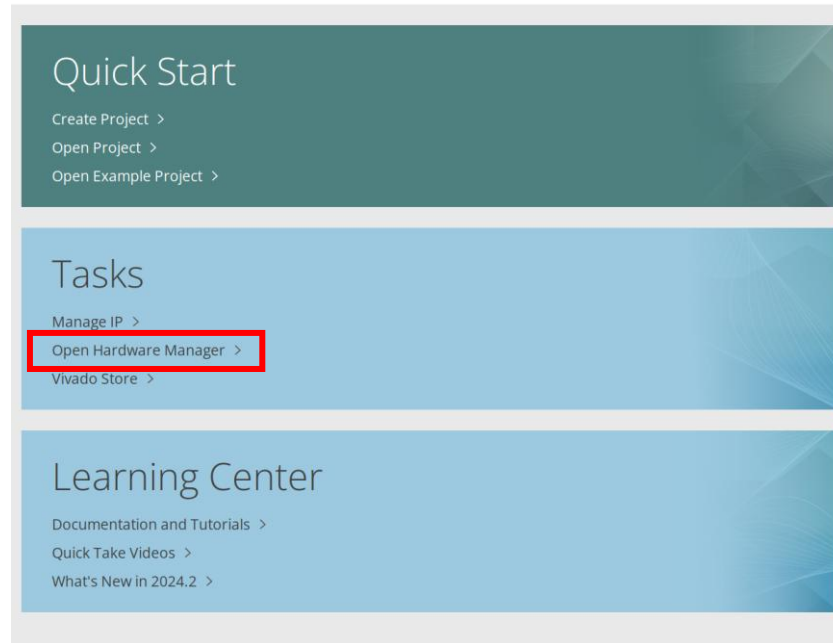 Quick Start
Create Project >
Open Project >
Open Example Project >
Tasks
Manage IP >
Open Hardware Manager >
Vivado Store >
Learning Center
Documentation and Tutorials >
Quick Take Videos >
What's New in 2024.2 >